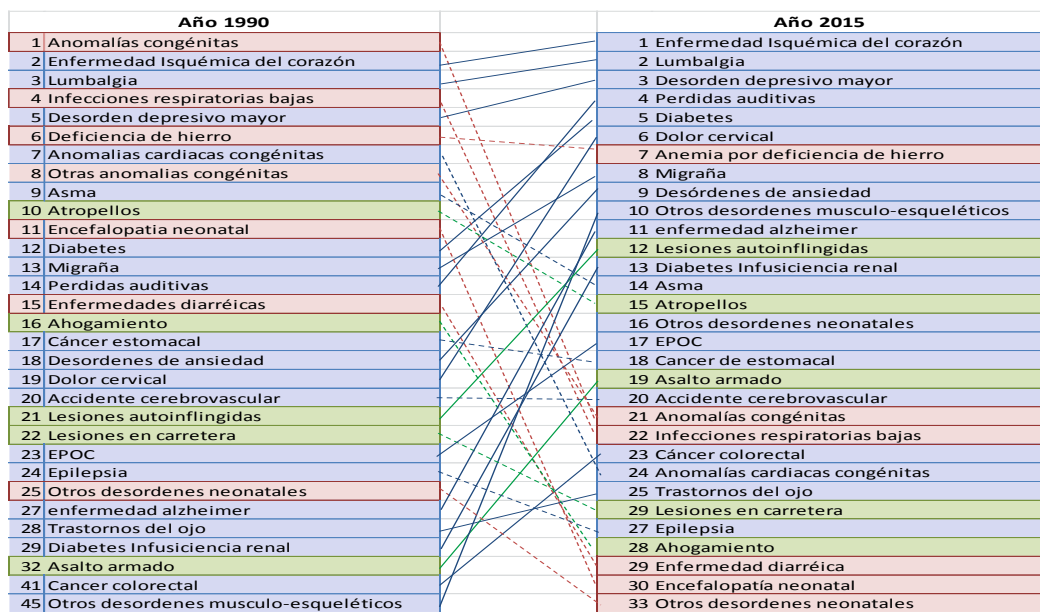 Año 1990
1 Anomalías congénitas
2 Enfermedad Isquémica del corazón
3 Lumbalgia
4 Infecciones respiratorias bajas
5 Desorden depresivo mayor
6 Deficiencia de hierro
7 Anomalias cardiacas congénitas
8 Otras anomalias congénitas
9 Asma
10 Atropellos
11 Encefalopatia neonatal
12 Diabetes
13 Migraña
14 Perdidas auditivas
15 Enfermedades diarréicas
16 Ahogamiento
17 Cáncer estomacal
18 Desordenes de ansiedad
19 Dolor cervical
20 Accidente cerebrovascular
21 Lesiones autoinflingidas
22 Lesiones en carretera
23 EPOC
24 Epilepsia
25 Otros desordenes neonatales
27 enfermedad alzheimer
28 Trastornos del ojo
29 Diabetes Infusiciencia renal
32 Asalto armado
41 Cancer colorectal
45 Otros desordenes musculo-esqueléticos
Año 2015
1 Enfermedad Isquémica del corazón
2 Lumbalgia
3 Desorden depresivo mayor
4 Perdidas auditivas
5 Diabetes
6 Dolor cervical
7 Anemia por deficiencia de hierro
8 Migraña
9 Desórdenes de ansiedad
10 Otros desordenes musculo-esqueléticos
11 enfermedad alzheimer
12 Lesiones autoinflingidas
13 Diabetes Infusiciencia renal
14 Asma
15 Atropellos
16 Otros desordenes neonatales
17 EPOC
18 Cancer de estomacal
19 Asalto armado
20 Accidente cerebrovascular
21 Anomalías congénitas
22 Infecciones respiratorias bajas
23 Cáncer colorectal
24 Anomalías cardiacas congénitas
25 Trastornos del ojo
29 Lesiones en carretera
27 Epilepsia
28 Ahogamiento
29 Enfermedad diarréica
30 Encefalopatía neonatal
33 Otros desordenes neonatales